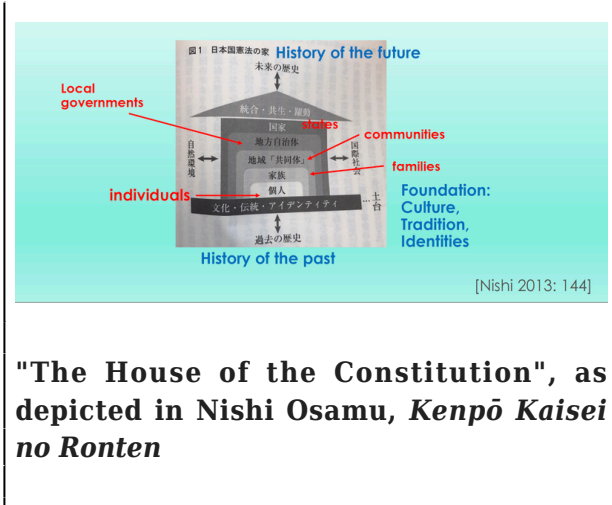 図1 日本国憲法の家
History of the future
未来の歴史
Local
governments
統合・共生・躍動
国家
states
地方自治体
communities
自然環境
地域「共同体」
国際社会
家族
families
individuals
個人
文化・伝統・アイデンティティ
…土台
Foundation:
Culture,
Tradition,
Identities
過去の歴史
History of the past
[Nishi 2013: 144]
"The House of the Constitution", as
depicted in Nishi Osamu, Kenpō Kaisei
no Ronten